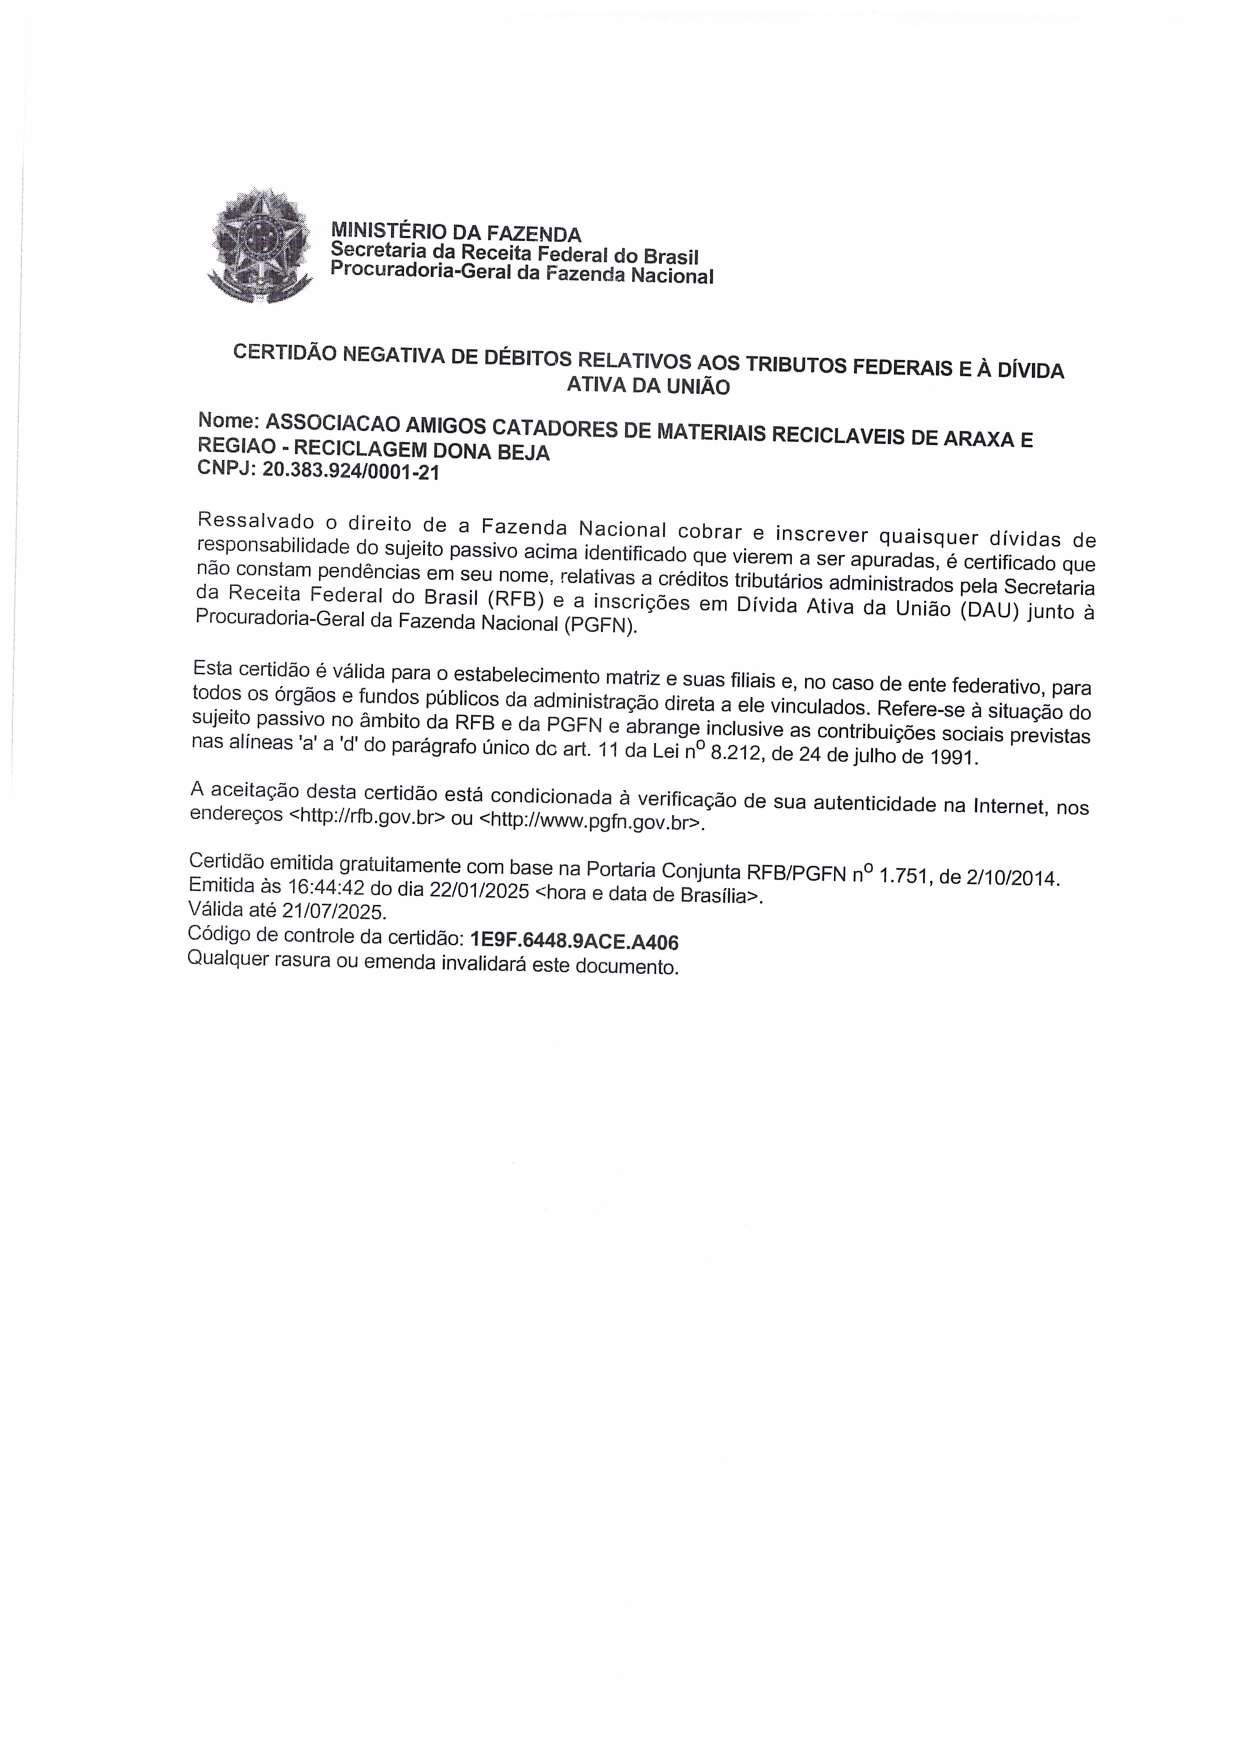 MINISTÉRIO DA FAZENDA
Secretaria da Receita Federal do Brasil
Procuradoria-Geral da Fazenda Nacional
CERTIDÃO NEGATIVA DE DÉBITOS RELATIVOS AOS TRIBUTOS FEDERAIS E À DÍVIDA
ATIVA DA UNIÃO
Nome: ASSOCIACAO AMIGOS CATADORES DE MATERIAIS RECICLAVEIS DE ARAXA E
REGIAO - RECICLAGEM DONA BEJA
CNPJ: 20.383.924/0001-21
Ressalvado o direito de a Fazenda Nacional cobrar e inscrever quaisquer dívidas de
responsabilidade do sujeito passivo acima identificado que vierem a ser apuradas, é certificado que
não constam pendências em seu nome, relativas a créditos tributários administrados pela Secretaria
da Receita Federal do Brasil (RFB) e a inscrições em Dívida Ativa da União (DAU) junto à
Procuradoria-Geral da Fazenda Nacional (PGFN).
Esta certidão é válida para o estabelecimento matriz e suas filiais e, no caso de ente federativo, para
todos os órgãos e fundos públicos da administração direta a ele vinculados. Refere-se à situação do
sujeito passivo no âmbito da RFB e da PGFN e abrange inclusive as contribuições sociais previstas
nas alíneas 'a' a 'd' do parágrafo único do art. 11 da Lei nº 8.212, de 24 de julho de 1991.
A aceitação desta certidão está condicionada à verificação de sua autenticidade na Internet, nos
endereços <http://rfb.gov.br> ou <http://www.pgfn.gov.br>.
Certidão emitida gratuitamente com base na Portaria Conjunta RFB/PGFN nº 1.751, de 2/10/2014.
Emitida às 16:44:42 do dia 22/01/2025 <hora e data de Brasília>.
Válida até 21/07/2025.
Código de controle da certidão: 1E9F.6448.9ACE.A406
Qualquer rasura ou emenda invalidará este documento.